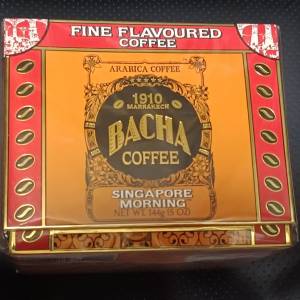 FINE FLAVOURED
COFFEE
ARABICA COFFEE
1910
MARRAKECH
BACHA
COFFEE
SINGAPORE
MORNING
NET WT. 144g (5 OZ)